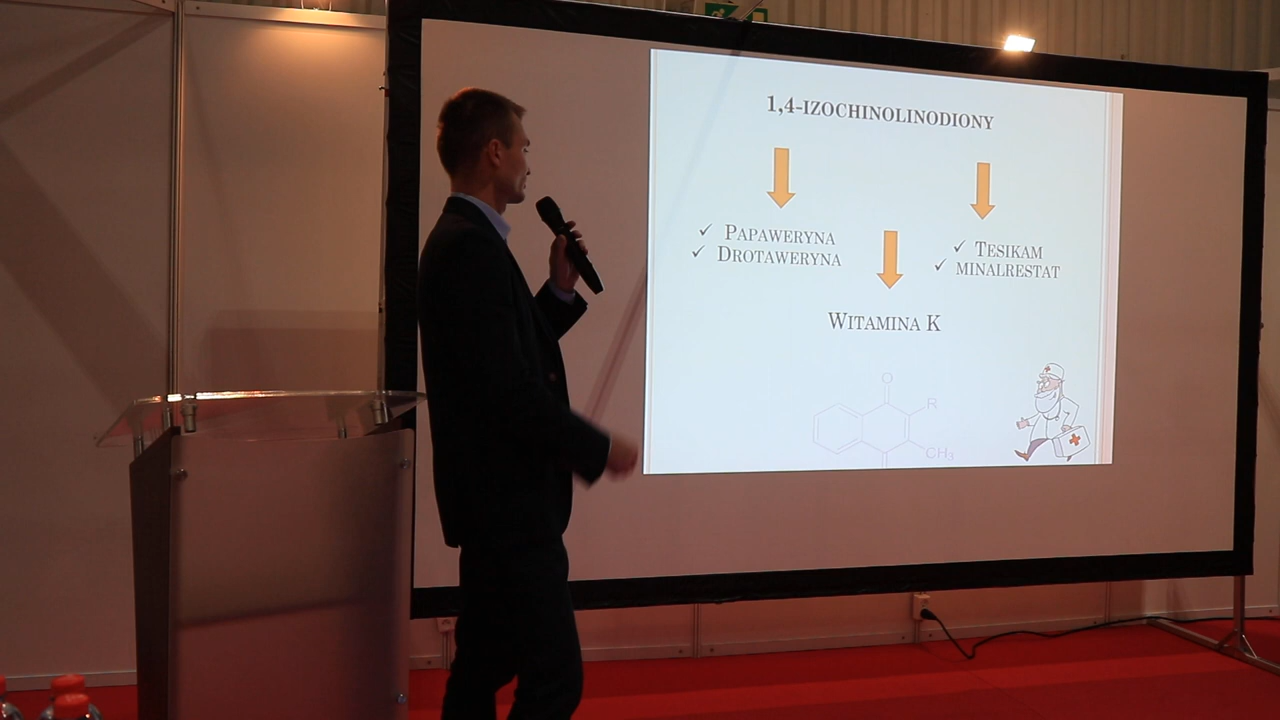 1,4-IZOCHINOLINODIONY
✓ PAPAWERYNA
✓ DROTAWERYNA
✓ TESIKAM
✓ MINALRESTAT
WITAMINA K
O
R
CH₃